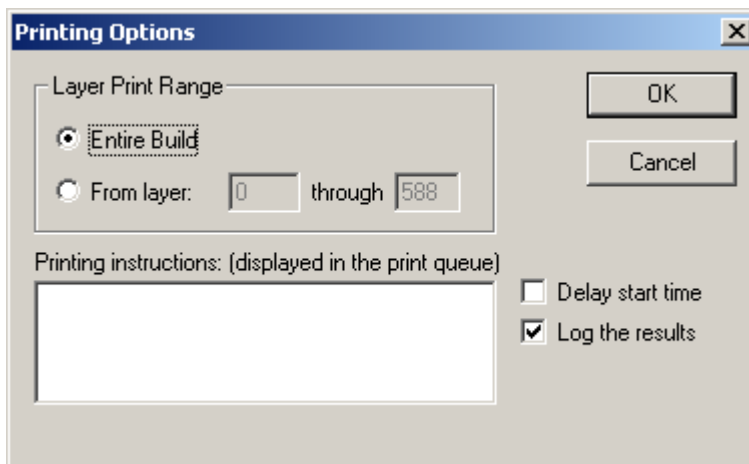 Printing Options
Layer Print Range
Entire Build
From layer: 0 through 588
OK
Cancel
Printing instructions: (displayed in the print queue)
Delay start time
Log the results